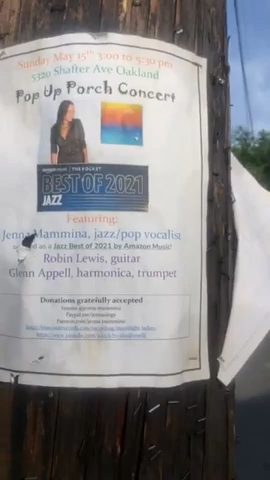 Sunday May 15th 3:00 to 5:30 pm
5320 Shafter Ave Oakland
Pop Up Porch Concert
BEST OF 2021
JAZZ
Featuring:
Jenna Mammina, jazz/pop vocalist
as a Jazz Best of 2021 by Amazon Music!
Robin Lewis, guitar
Glenn Appell, harmonica, trumpet
Donations gratefully accepted